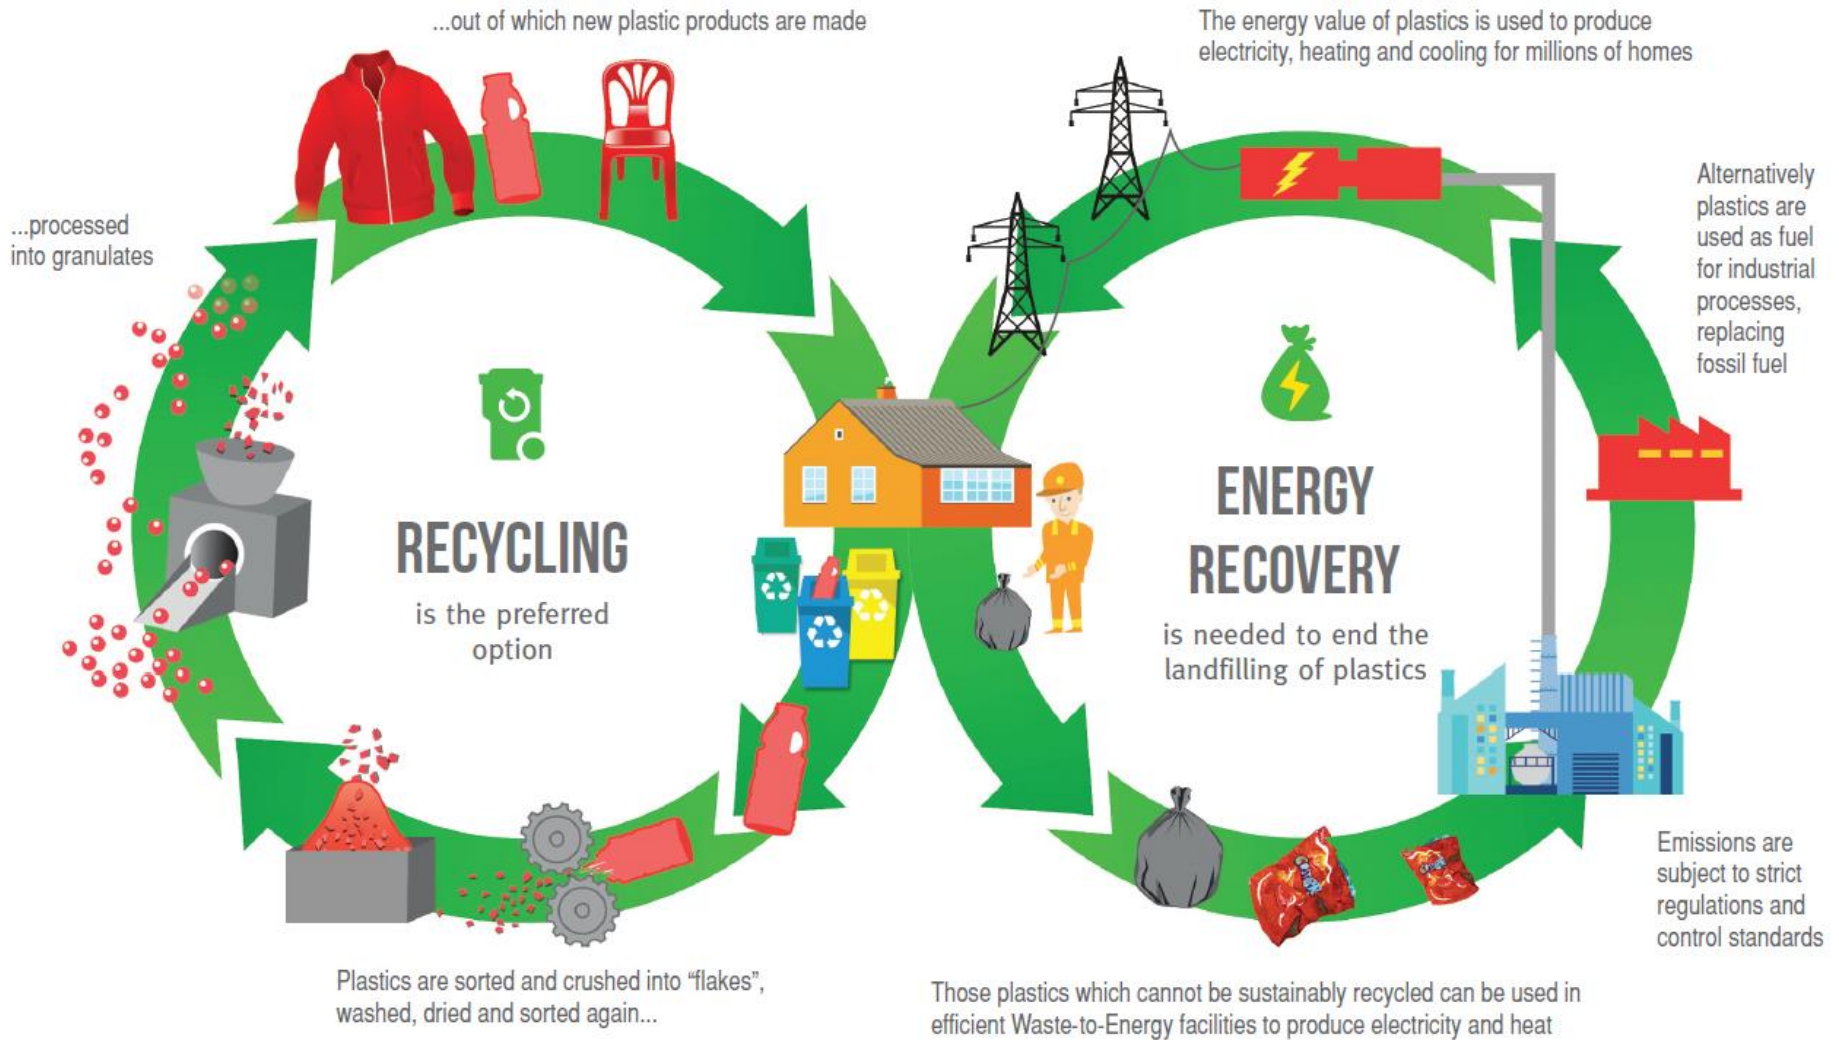 ...out of which new plastic products are made
The energy value of plastics is used to produce
electricity, heating and cooling for millions of homes
...processed
into granulates
Alternatively
plastics are
used as fuel
for industrial
processes,
replacing
fossil fuel
RECYCLING
is the preferred
option
ENERGY
RECOVERY
is needed to end the
landfilling of plastics
Emissions are
subject to strict
regulations and
control standards
Plastics are sorted and crushed into “flakes”,
washed, dried and sorted again...
Those plastics which cannot be sustainably recycled can be used in
efficient Waste-to-Energy facilities to produce electricity and heat